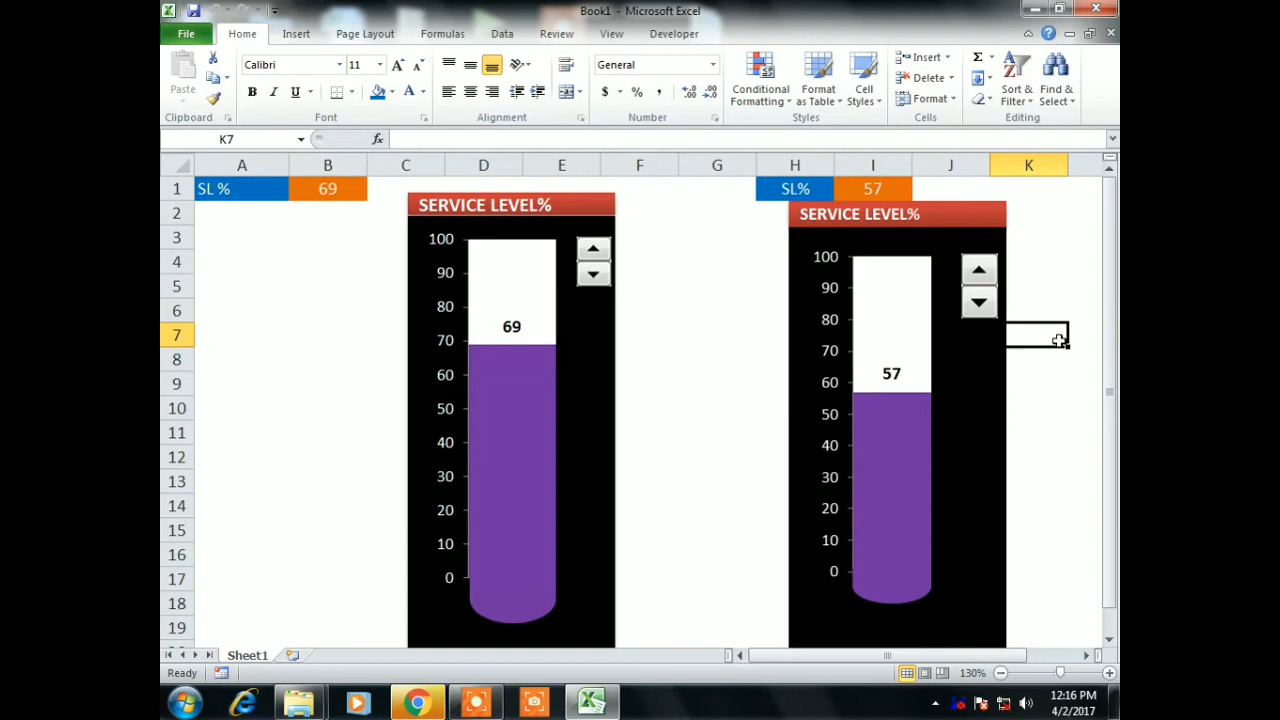 Book1 - Microsoft Excel
File Home Insert Page Layout Formulas Data Review View Developer
Paste
Calibri 11
General
$ % ,
Conditional Formatting
Format as Table
Cell Styles
Insert
Delete
Format
Sort & Filter
Find & Select
Clipboard Font Alignment Number Styles Cells Editing
K7 fx
A B C D E F G H I J K
1 SL % 69 SL% 57
2
3
4
5
6
7
8
9
10
11
12
13
14
15
16
17
18
19
SERVICE LEVEL%
100
90
80
70
60
50
40
30
20
10
0
69
SERVICE LEVEL%
100
90
80
70
60
50
40
30
20
10
0
57
Sheet1
Ready 130%
12:16 PM
4/2/2017